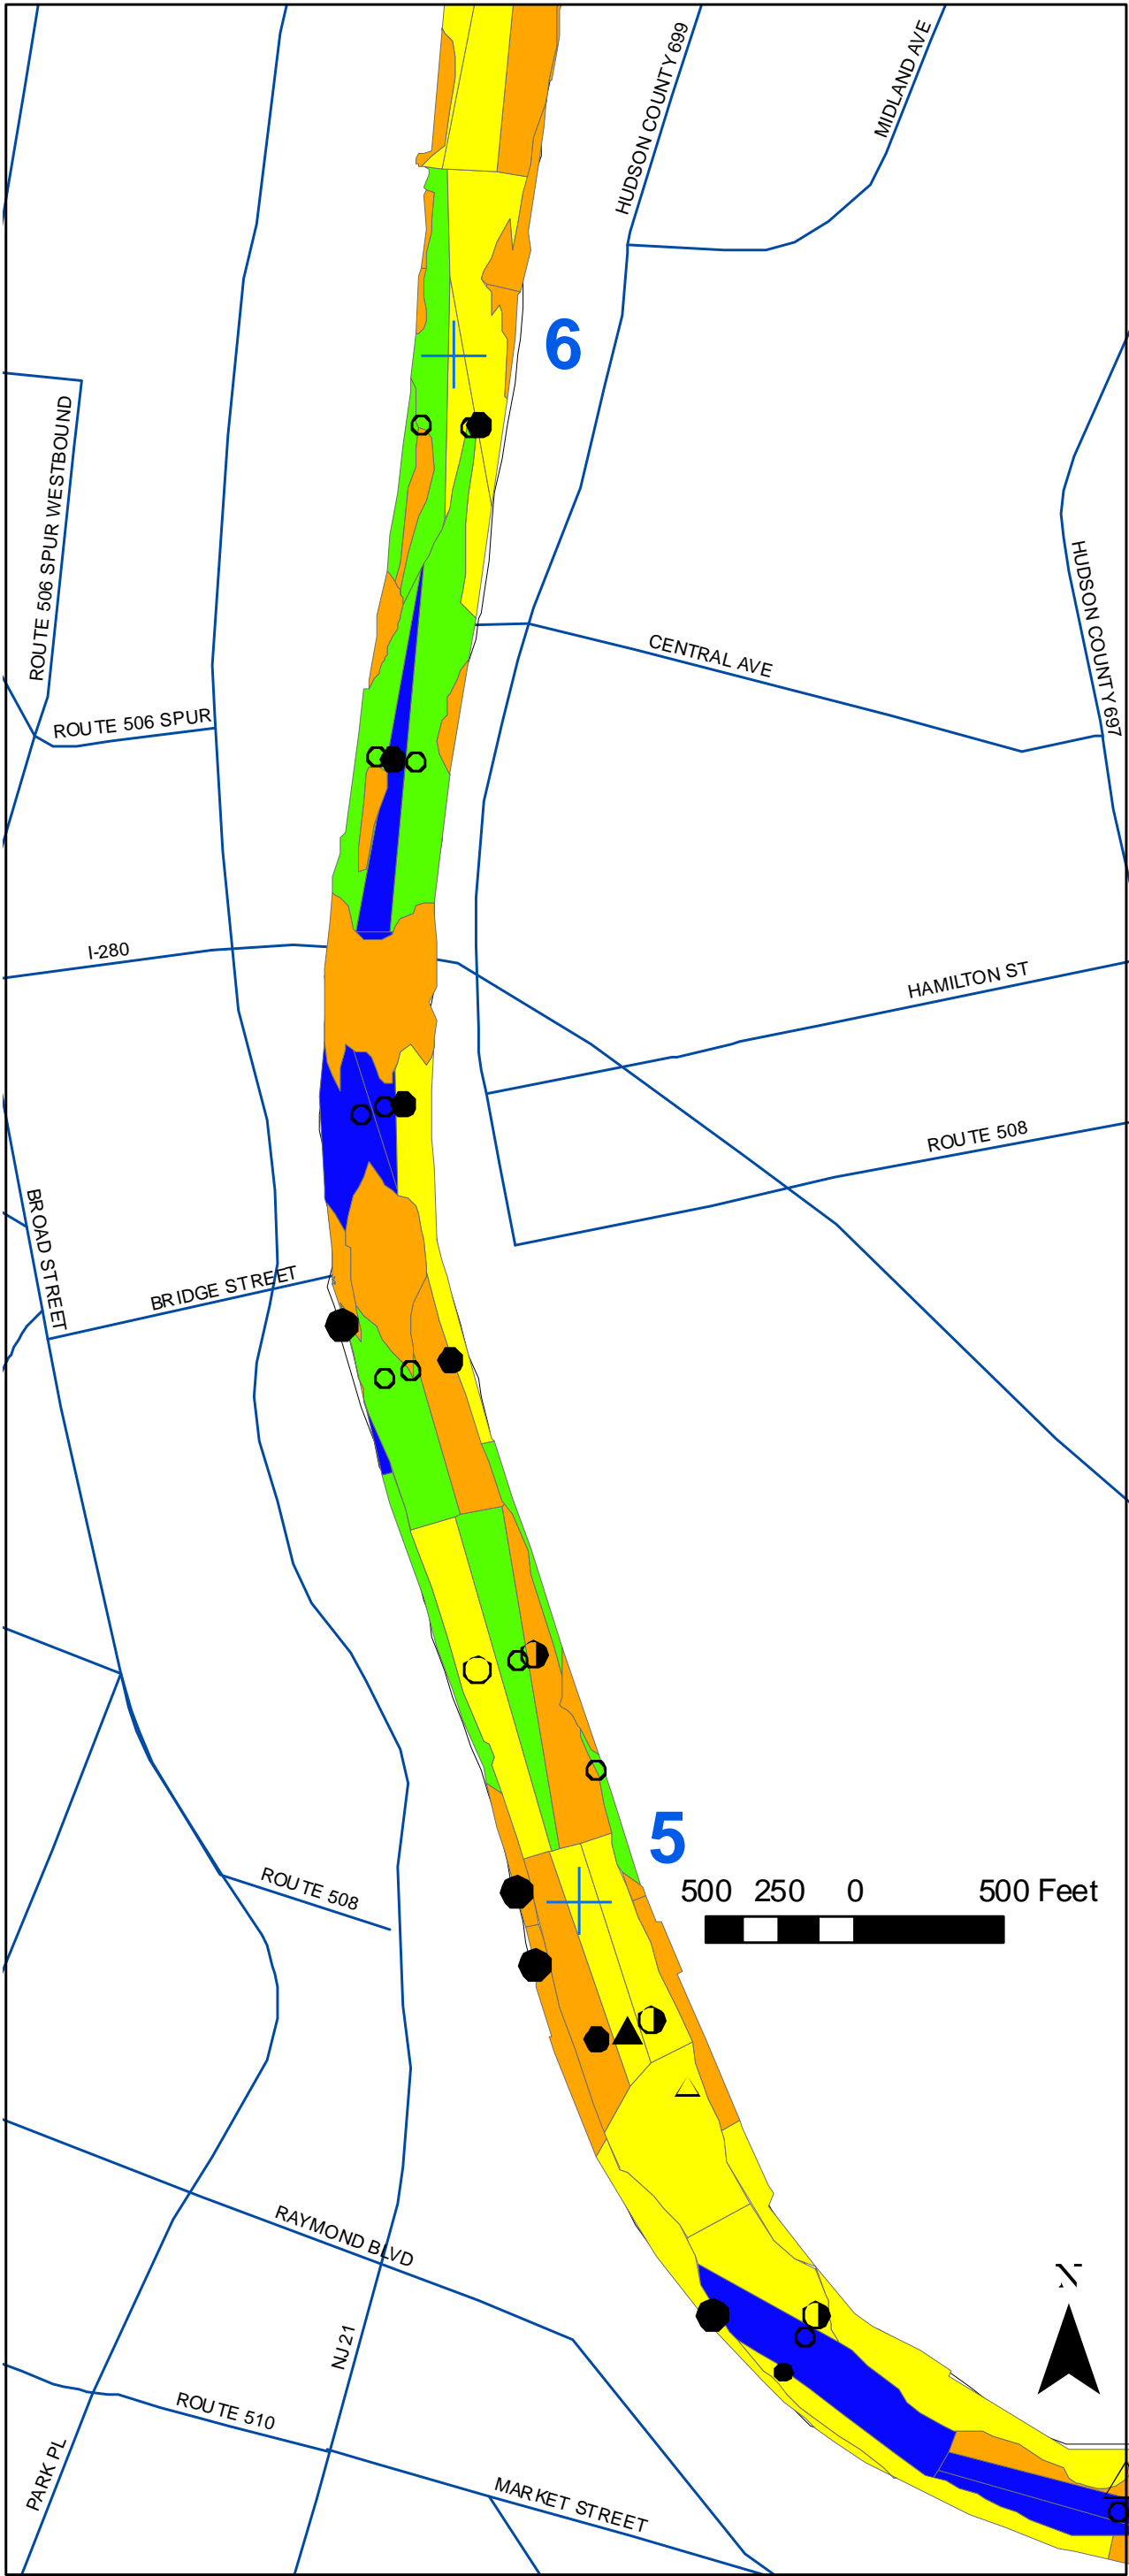 HUDSON COUNTY 699
MIDLAND AVE
6
ROUTE 506 SPUR WESTBOUND
HUDSON COUNTY 697
CENTRAL AVE
ROUTE 506 SPUR
I-280
HAMILTON ST
ROUTE 508
BROAD STREET
BRIDGE STREET
5
ROUTE 508
500 250 0 500 Feet
RAYMOND BLVD
N
NJ 21
ROUTE 510
PARK PL
MARKET STREET